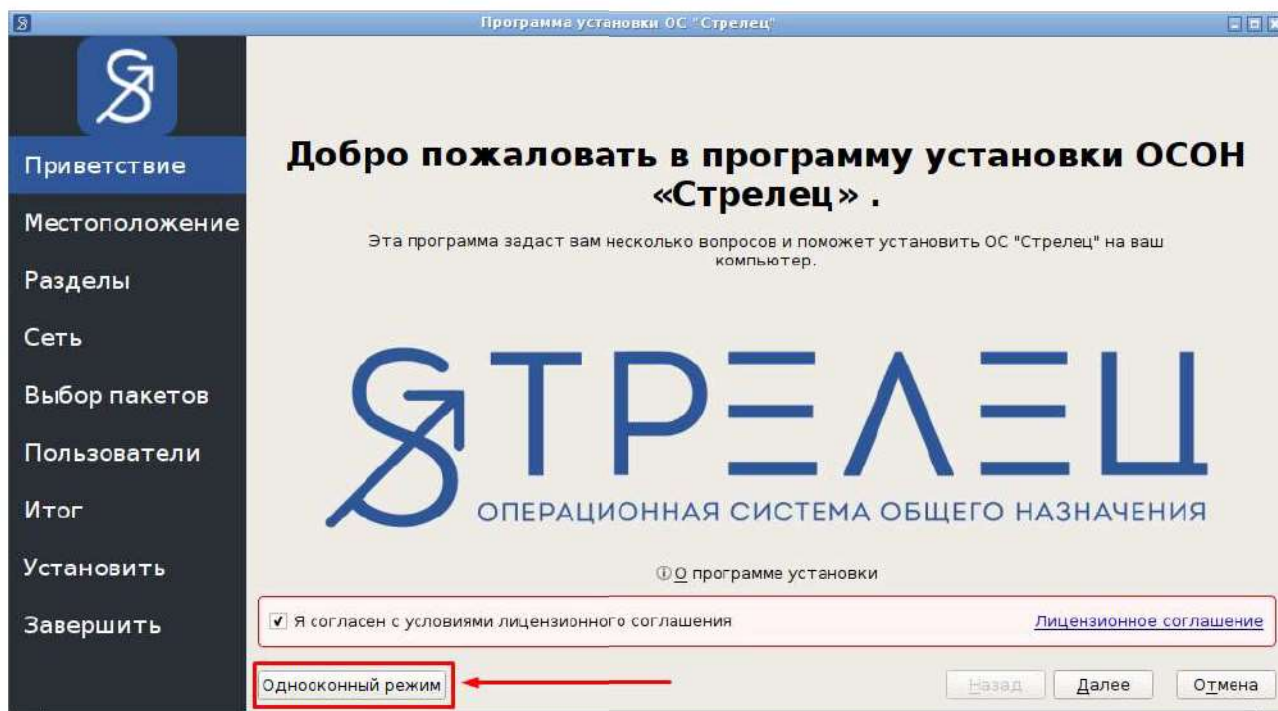 Программа установки ОС "Стрелец"
Приветствие
Местоположение
Разделы
Сеть
Выбор пакетов
Пользователи
Итог
Установить
Завершить
Добро пожаловать в программу установки ОСОН
«Стрелец» .
Эта программа задаст вам несколько вопросов и поможет установить ОС "Стрелец" на ваш
компьютер.
СТРЕЛЕЦ
ОПЕРАЦИОННАЯ СИСТЕМА ОБЩЕГО НАЗНАЧЕНИЯ
О программе установки
Я согласен с условиями лицензионного соглашения
Лицензионное соглашение
Однооконный режим
Назад
Далее
Отмена